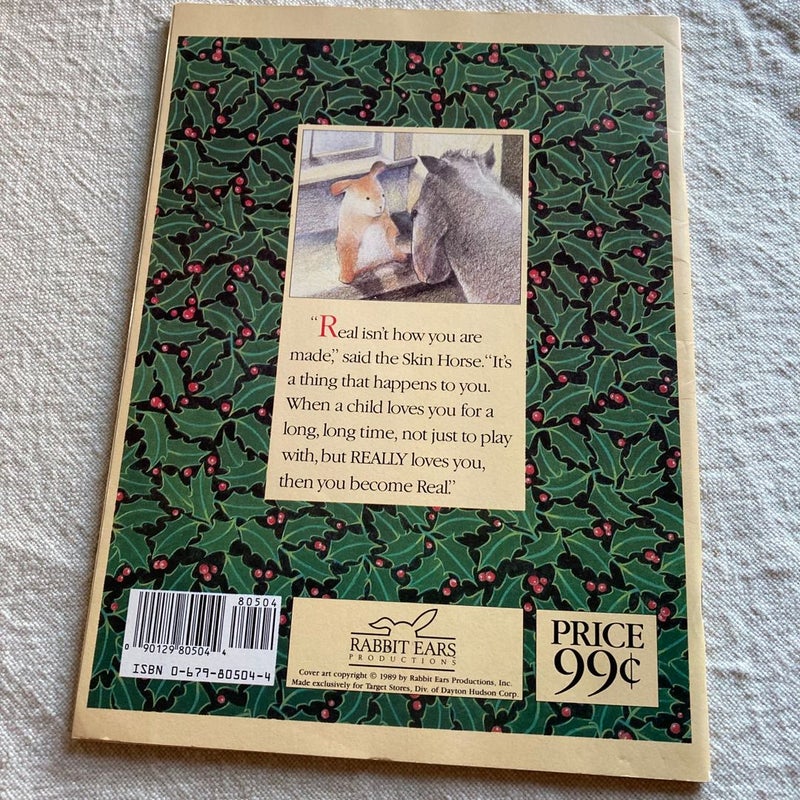 “Real isn't how you are
made,” said the Skin Horse. “It's
a thing that happens to you.
When a child loves you for a
long, long time, not just to play
with, but REALLY loves you,
then you become Real.”
80504
0 90129 80504 4
ISBN 0-679-80504-4
RABBIT EARS
PRODUCTIONS
Cover art copyright © 1989 by Rabbit Ears Productions, Inc.
Made exclusively for Target Stores, Div. of Dayton Hudson Corp.
PRICE
99¢